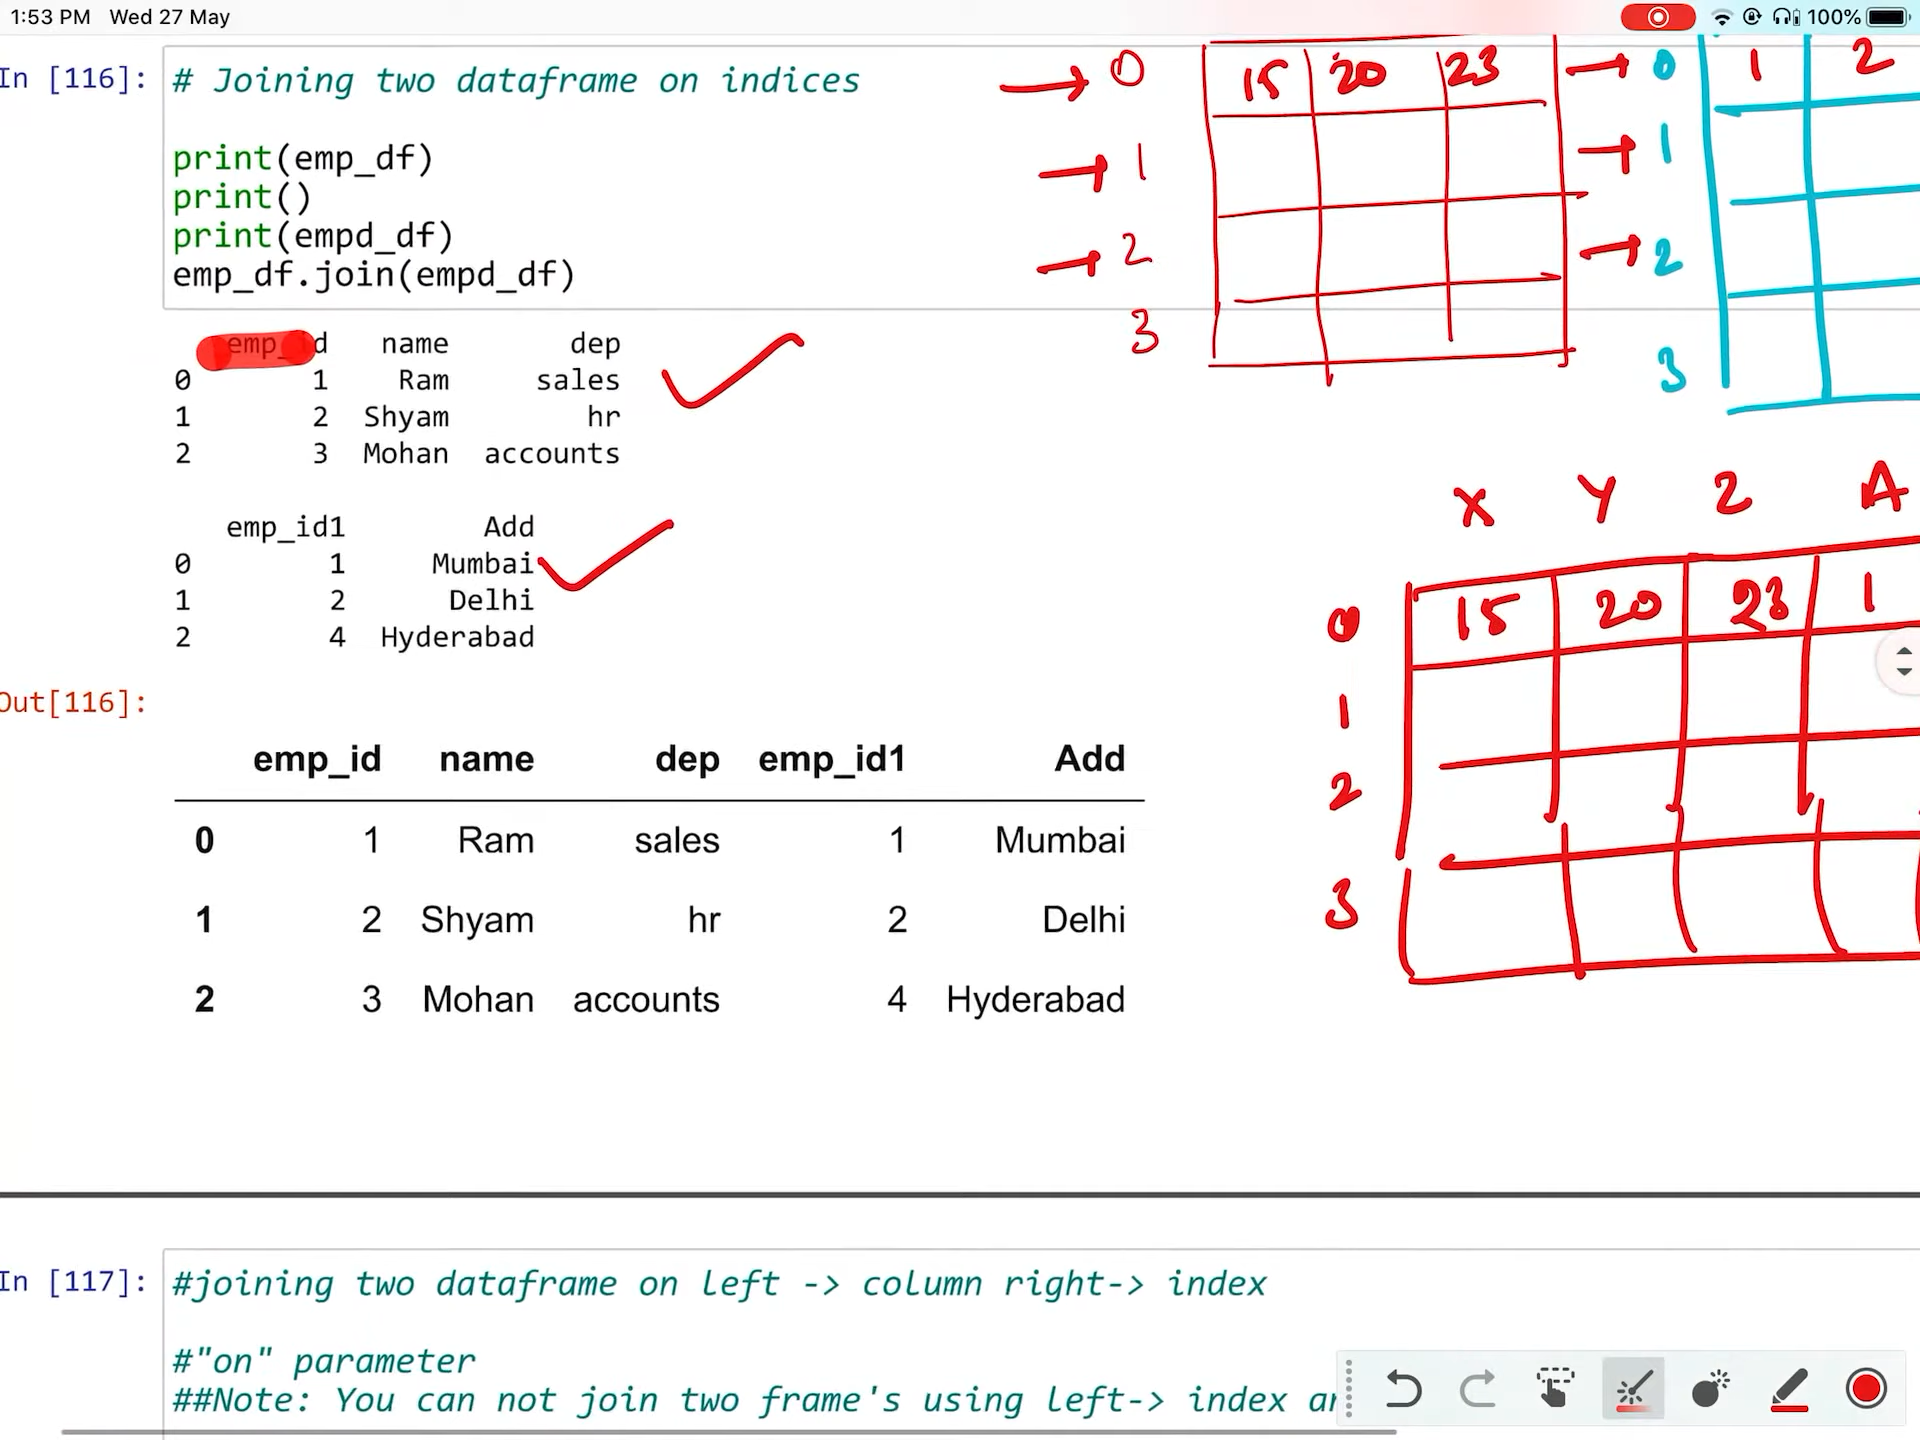 1:53 PM Wed 27 May 100%
In [116]: # Joining two dataframe on indices
print(emp_df)
print()
print(empd_df)
emp_df.join(empd_df)
emp_id name dep
0 1 Ram sales
1 2 Shyam hr
2 3 Mohan accounts
emp_id1 Add
0 1 Mumbai
1 2 Delhi
2 4 Hyderabad
Out[116]:
emp_id name dep emp_id1 Add
0 1 Ram sales 1 Mumbai
1 2 Shyam hr 2 Delhi
2 3 Mohan accounts 4 Hyderabad
→ 0 15 20 23 → 0 1 2
→ 1 → 1
→ 2 → 2
3 3
X Y Z A
0 15 20 23 1
1
2
3
In [117]: #joining two dataframe on left -> column right-> index
#"on" parameter
##Note: You can not join two frame's using left-> index